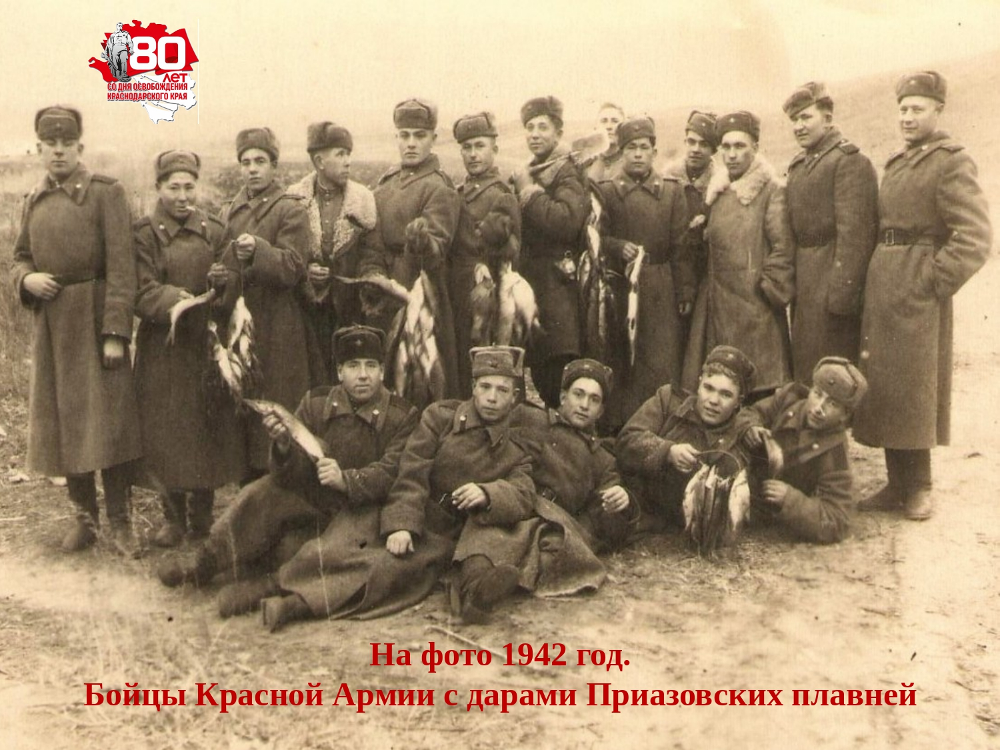 80
лет
СО ДНЯ ОСВОБОЖДЕНИЯ
КРАСНОДАРСКОГО КРАЯ
На фото 1942 год.
Бойцы Красной Армии с дарами Приазовских плавней